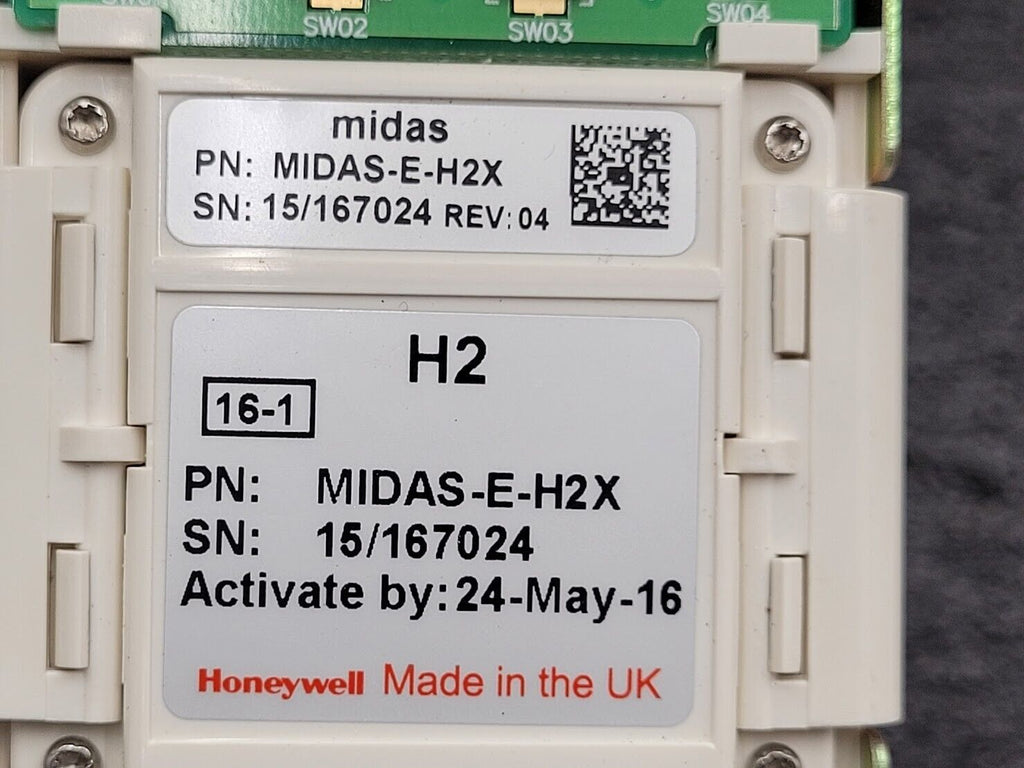 SW02
SW03
SW04
midas
PN: MIDAS-E-H2X
SN: 15/167024 REV: 04
H2
16-1
PN: MIDAS-E-H2X
SN: 15/167024
Activate by: 24-May-16
Honeywell Made in the UK